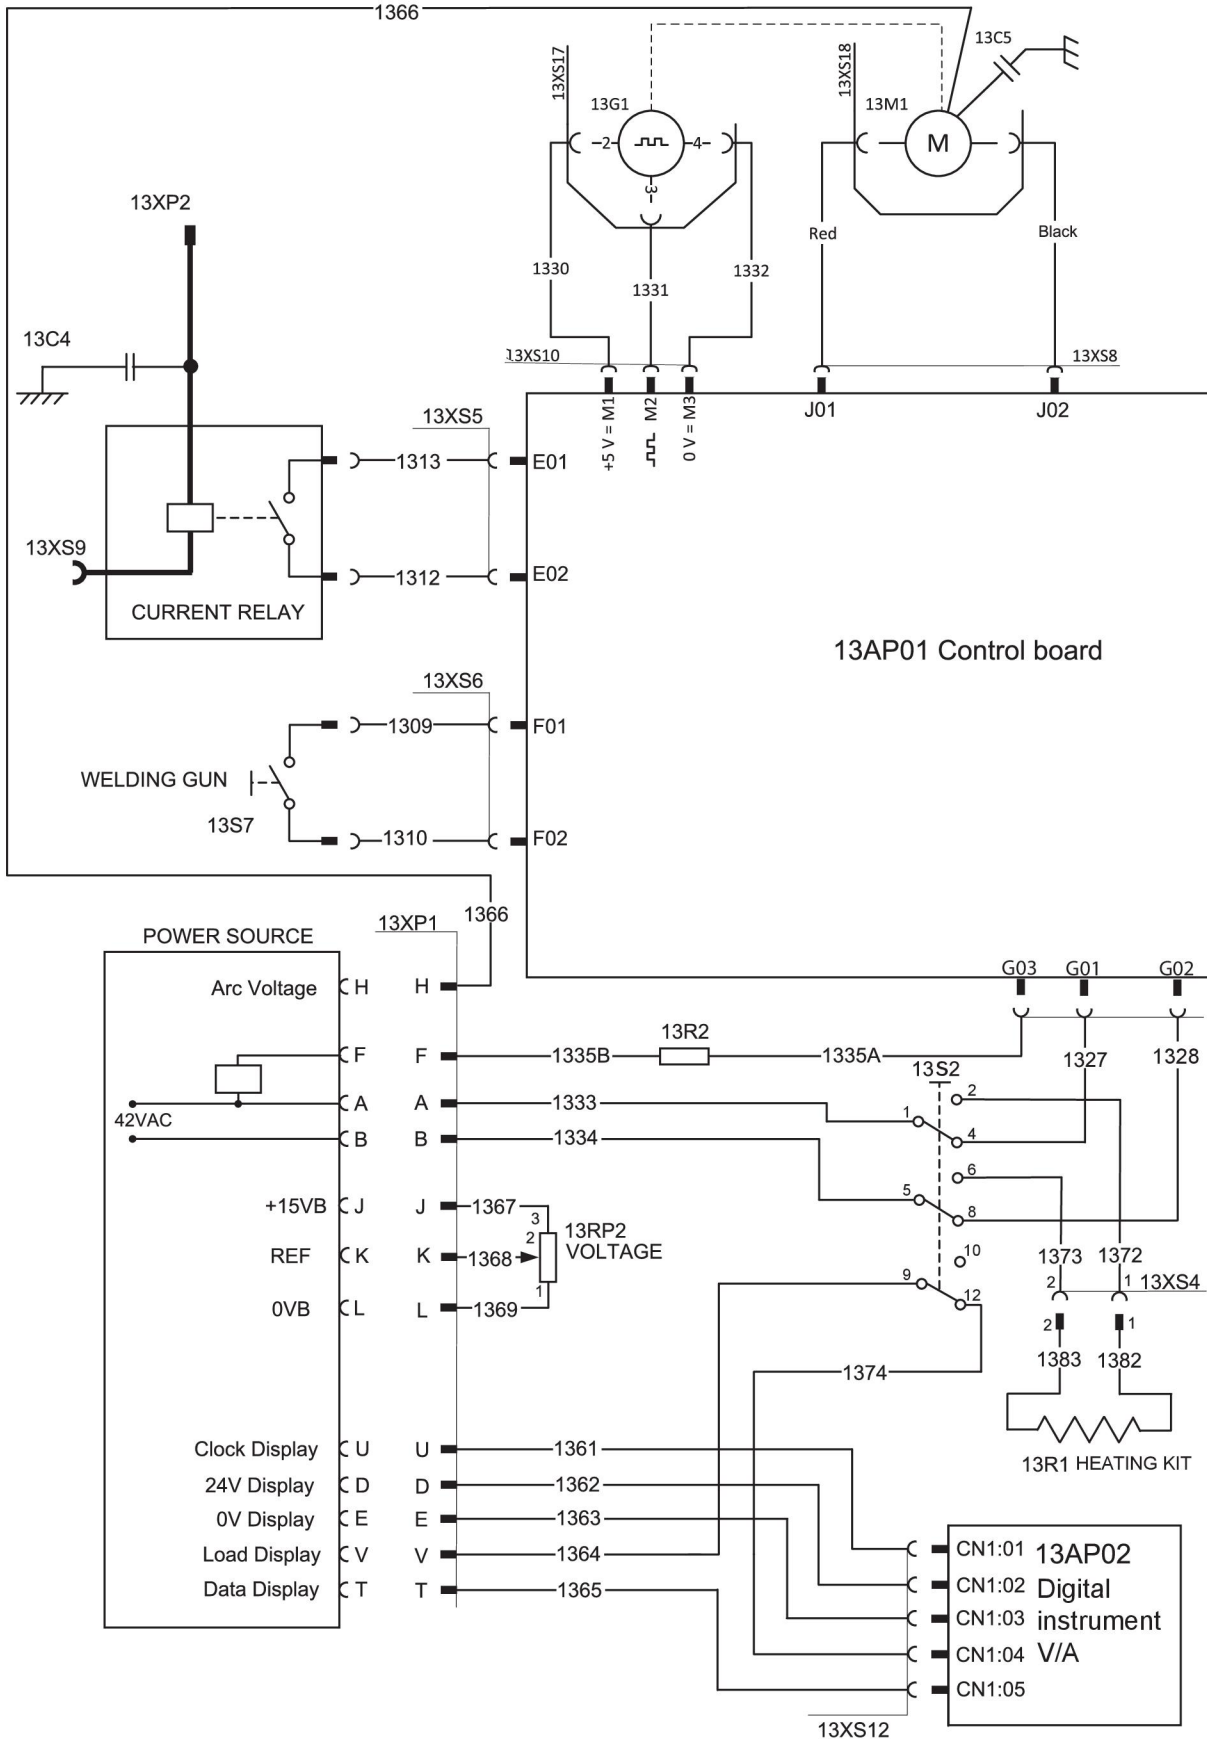 1366
13C5
13XS17
13XS18
13G1
13M1
2
4
M
3
13XP2
Red
Black
1330
1332
1331
13C4
13XS10
13XS8
+5 V = M1
M2
0 V = M3
J01
J02
13XS5
1313
E01
13XS9
1312
E02
CURRENT RELAY
13AP01 Control board
13XS6
1309
F01
WELDING GUN
13S7
1310
F02
1366
13XP1
POWER SOURCE
G03
G01
G02
Arc Voltage
H
H
13R2
F
F
1335B
1335A
1327
1328
13S2
2
A
A
1333
1
42VAC
B
B
1334
4
6
5
8
+15VB
J
J
1367
3
13RP2
2
VOLTAGE
REF
K
K
1368
1373
1372
10
9
2
1
13XS4
0VB
L
L
1369
1
12
2
1
1383
1382
1374
Clock Display
U
U
1361
13R1 HEATING KIT
24V Display
D
D
1362
0V Display
E
E
1363
Load Display
V
V
1364
Data Display
T
T
1365
CN1:01
13AP02
CN1:02
Digital
CN1:03
instrument
CN1:04
V/A
CN1:05
13XS12